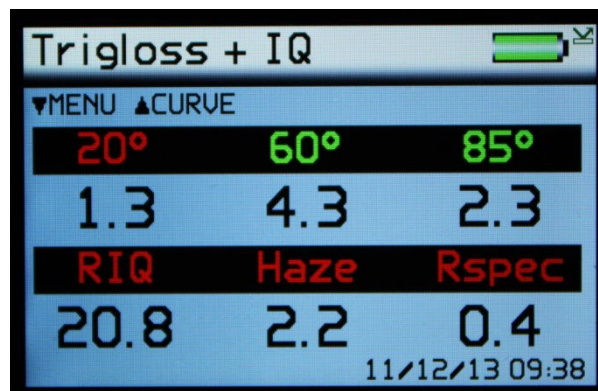 Trigloss + IQ
▼MENU ▲CURVE
20° 60° 85°
1.3 4.3 2.3
RIQ Haze Rspec
20.8 2.2 0.4
11/12/13 09:38